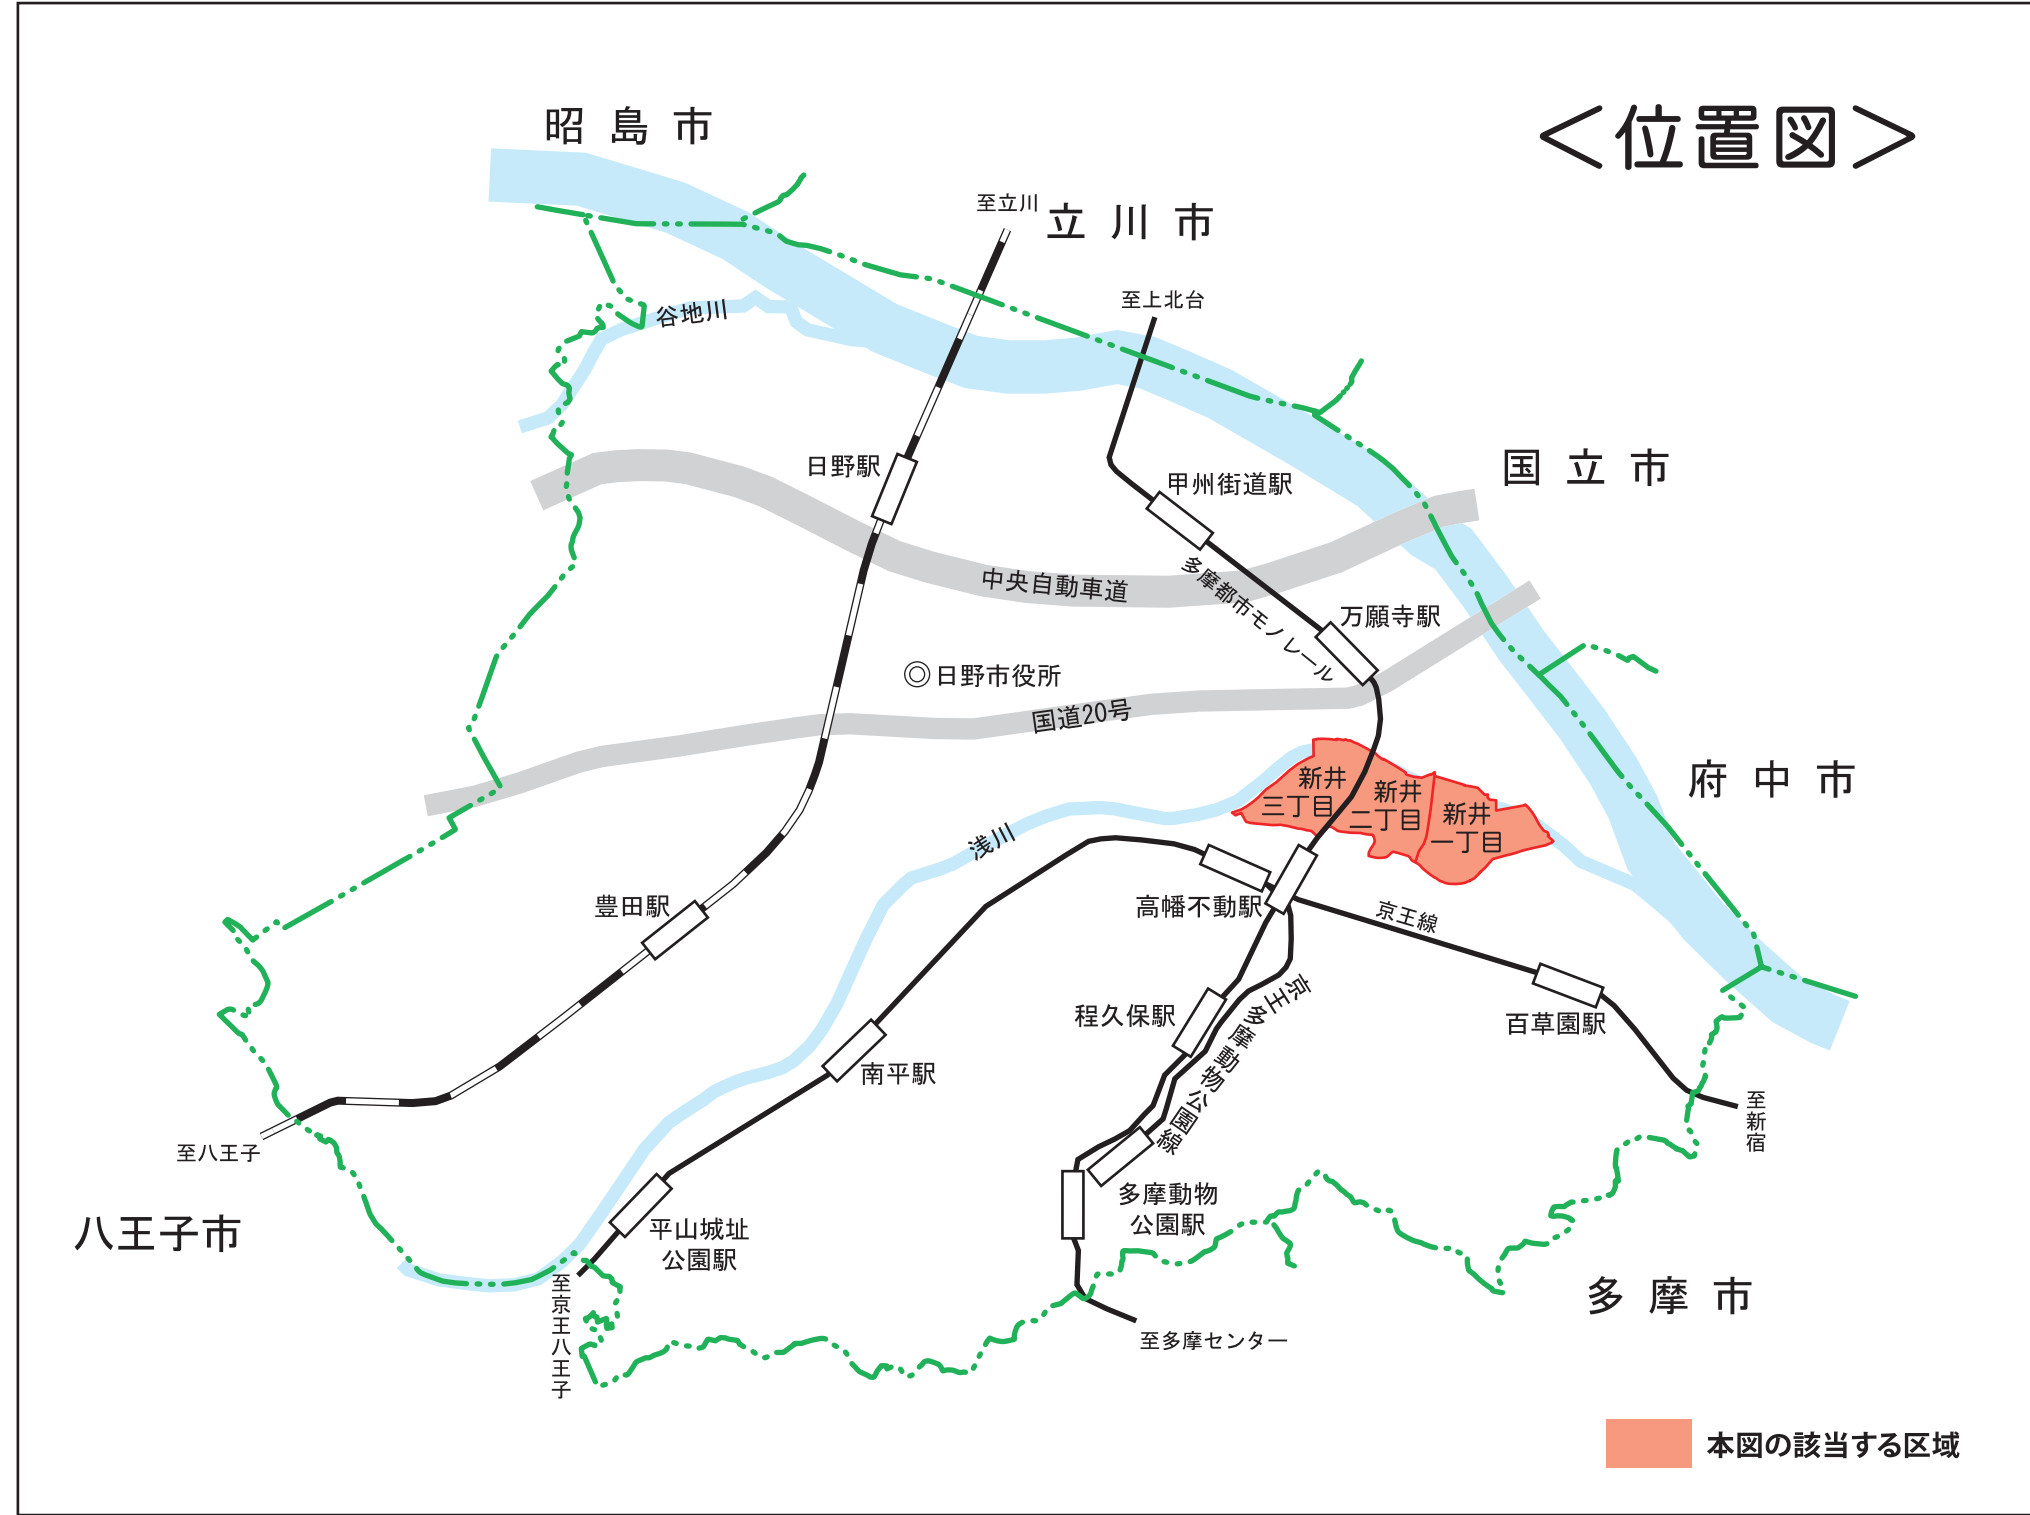 ＜位置図＞
昭島市
至立川
立川市
至上北台
谷地川
日野駅
甲州街道駅
国立市
中央自動車道
多摩都市モノレール
万願寺駅
日野市役所
国道20号
府中市
新井
三丁目
新井
二丁目
新井
一丁目
浅川
豊田駅
高幡不動駅
京王線
程久保駅
京王多摩動物公園線
百草園駅
南平駅
至新宿
至八王子
八王子市
多摩動物
公園駅
平山城址
公園駅
至京王八王子
多摩市
至多摩センター
本図の該当する区域